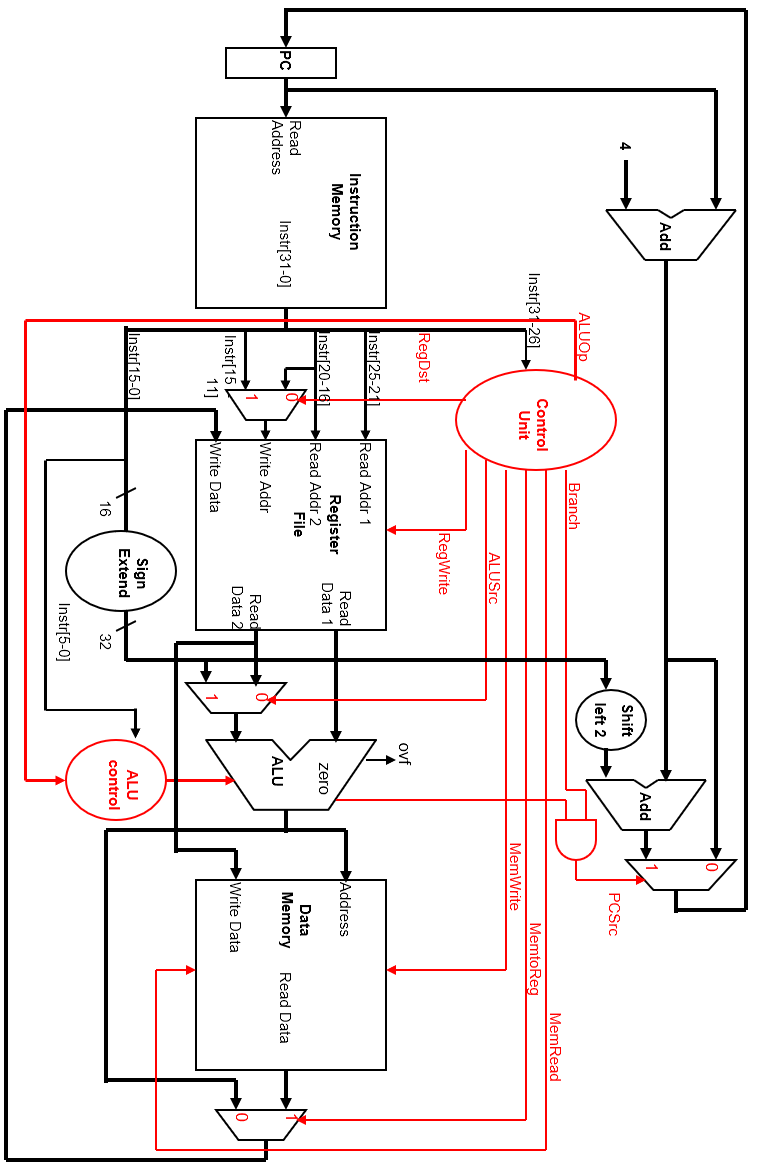 Add
4
PC
Instruction
Memory
Read
Address
Instr[31-0]
ALUOp
Instr[31-26]
Control
Unit
RegDst
Instr[25-21]
Instr[20-16]
Instr[15
11]
Instr[15-0]
0
1
Branch
RegWrite
ALUSrc
MemWrite
MemtoReg
MemRead
Register
File
Read Addr 1
Read Addr 2
Write Addr
Write Data
Read
Data 1
Read
Data 2
16
Sign
Extend
32
Instr[5-0]
0
1
Shift
left 2
Add
0
1
PCSrc
ovf
zero
ALU
ALU
control
Address
Data
Memory
Write Data
Read Data
1
0